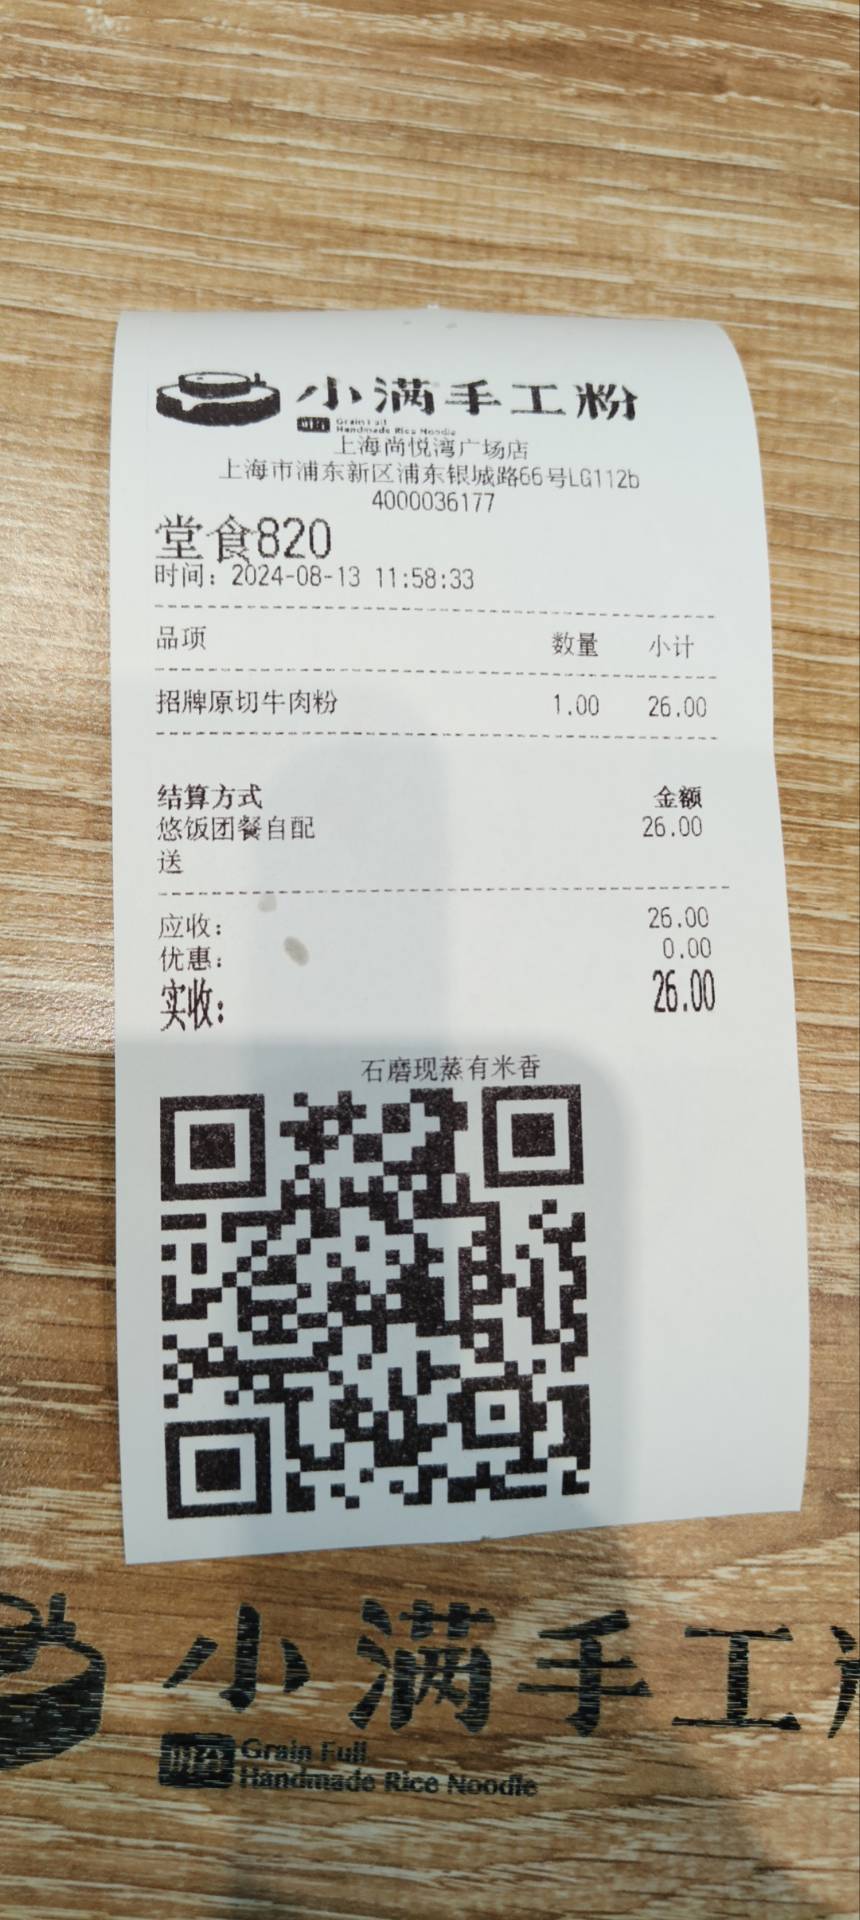 小满手工粉
Grain Full
Handmade Rice Noodle
上海尚悦湾广场店
上海市浦东新区浦东银城路66号LG112b
4000036177
堂食820
时间：2024-08-13 11:58:33
品项 数量 小计
招牌原切牛肉粉 1.00 26.00
结算方式 金额
悠饭团餐自配 26.00
送
应收： 26.00
优惠： 0.00
实收： 26.00
石磨现蒸有米香
小满手工
Grain Full
Handmade Rice Noodle